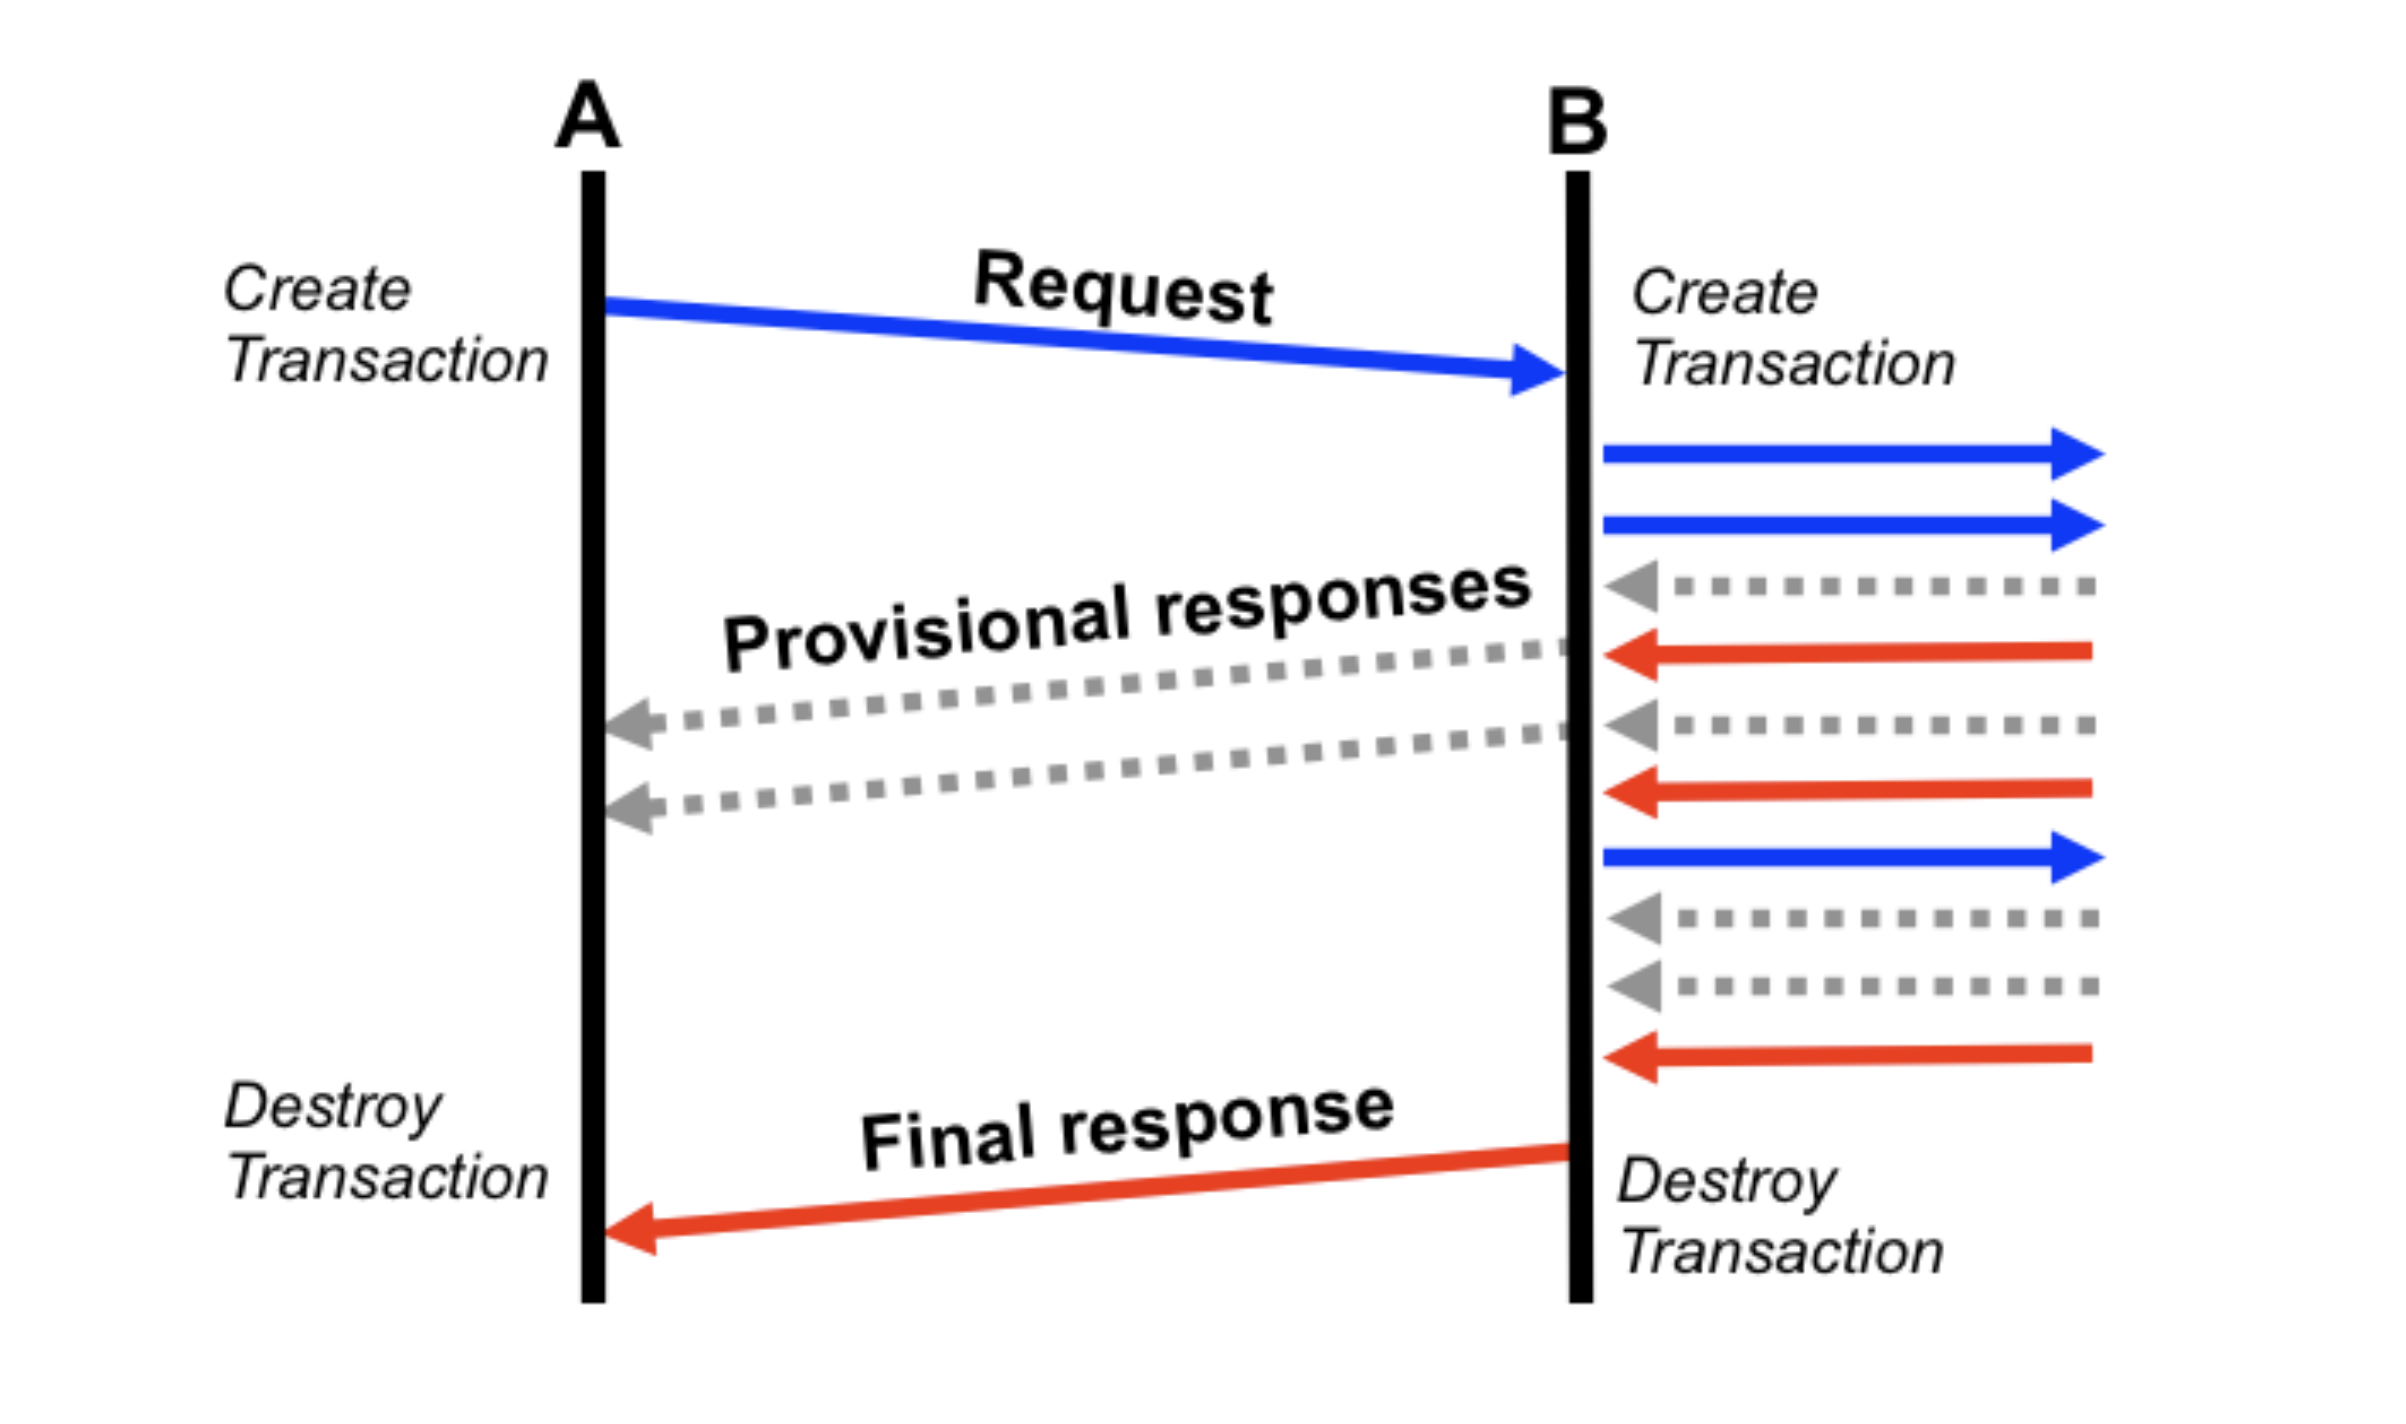 A
B
Request
Create
Transaction
Create
Transaction
Provisional responses
Final response
Destroy
Transaction
Destroy
Transaction